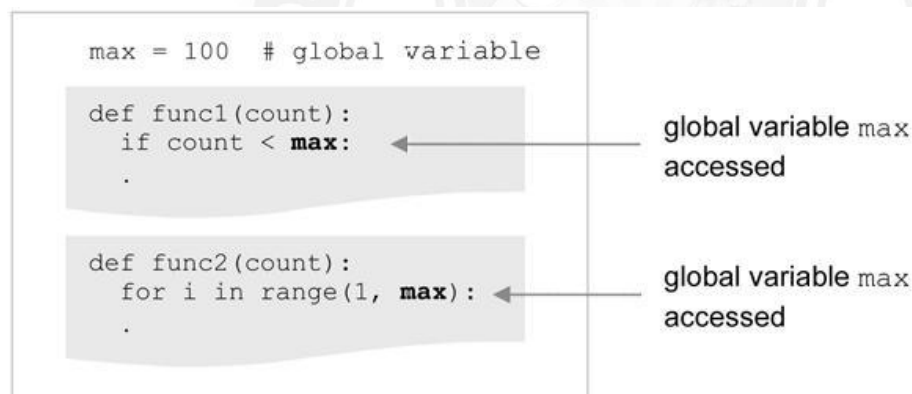 max = 100  # global variable
def func1(count):
  if count < max:
  .
global variable max
accessed
def func2(count):
  for i in range(1, max):
  .
global variable max
accessed